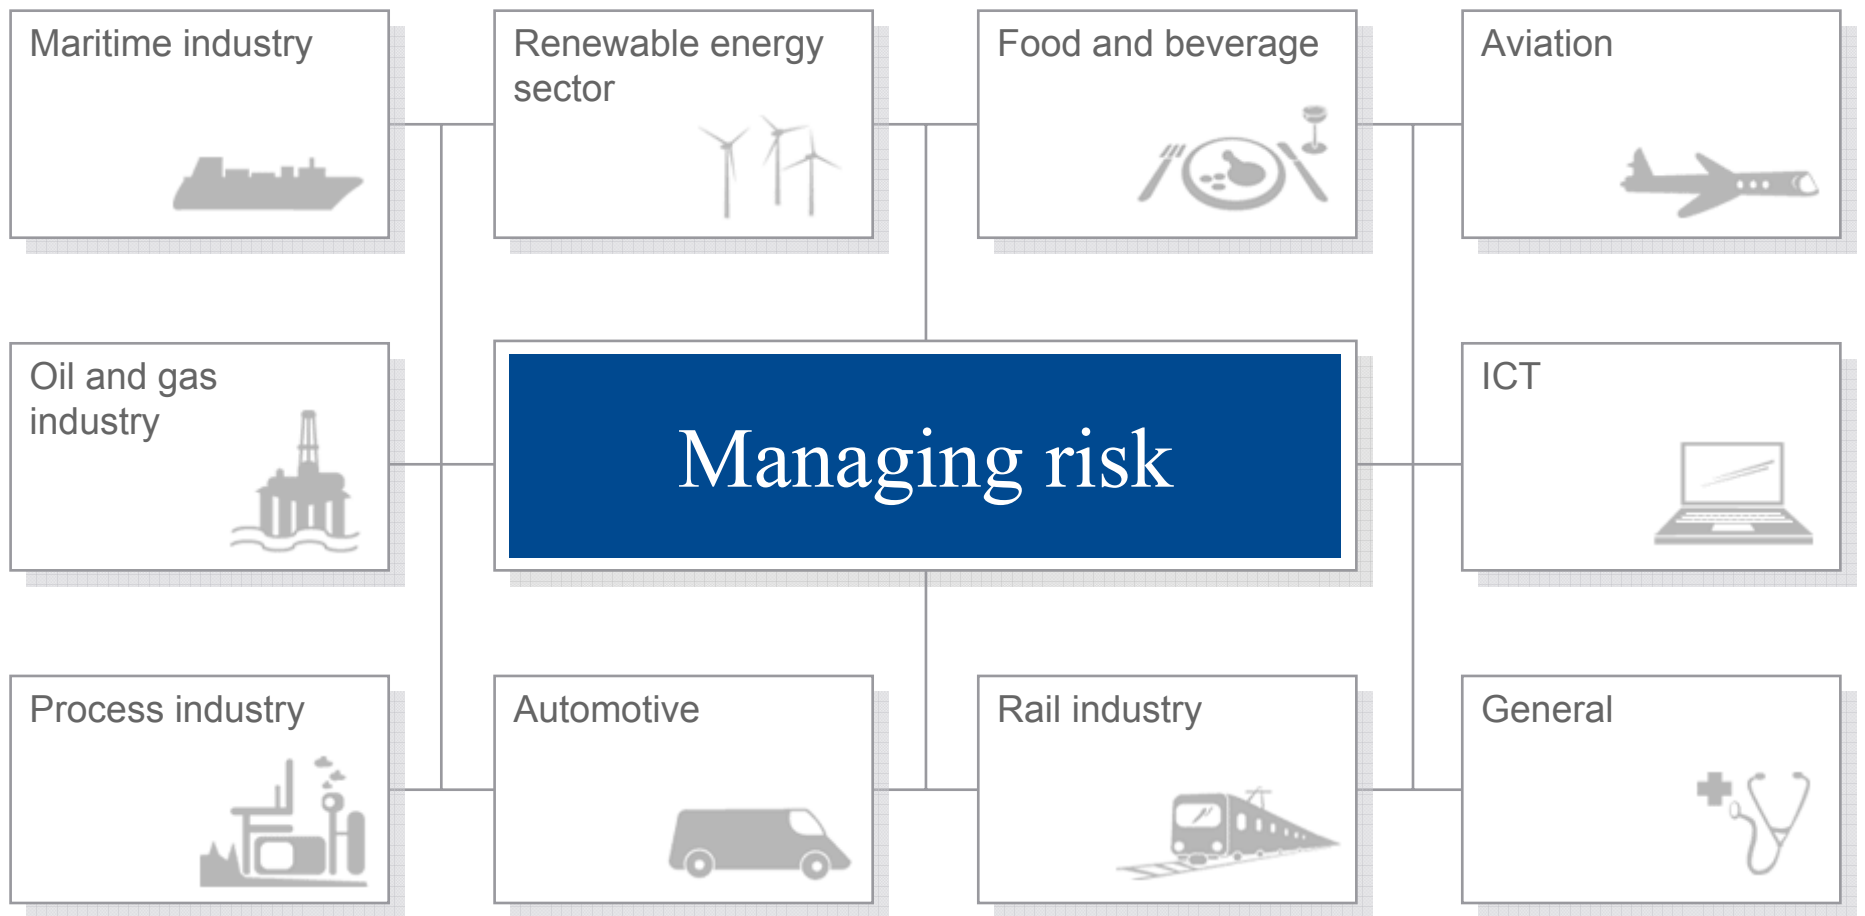 Maritime industry
Renewable energy
sector
Food and beverage
Aviation
Oil and gas
industry
Managing risk
ICT
Process industry
Automotive
Rail industry
General